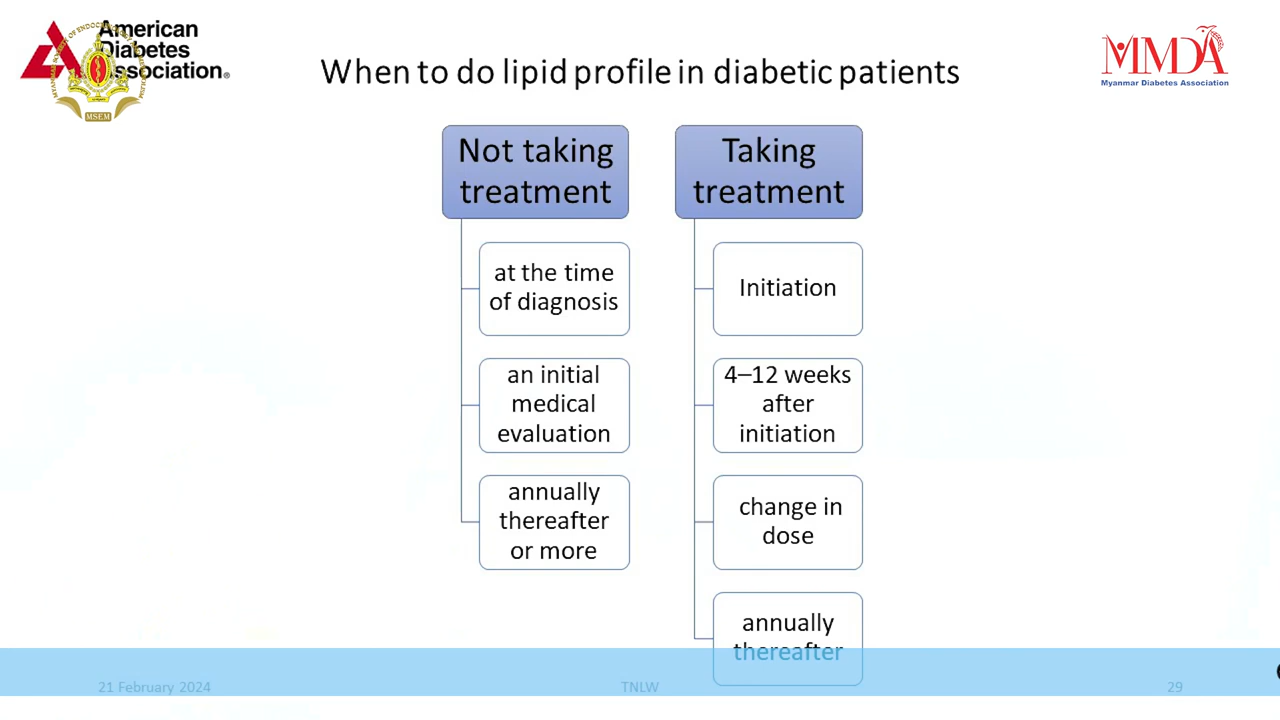 American
Diabetes
Association®
MSEM
MMDA
Myanmar Diabetes Association
When to do lipid profile in diabetic patients
Not taking
treatment
at the time
of diagnosis
an initial
medical
evaluation
annually
thereafter
or more
Taking
treatment
Initiation
4–12 weeks
after
initiation
change in
dose
annually
thereafter
21 February 2024
TNLW
29